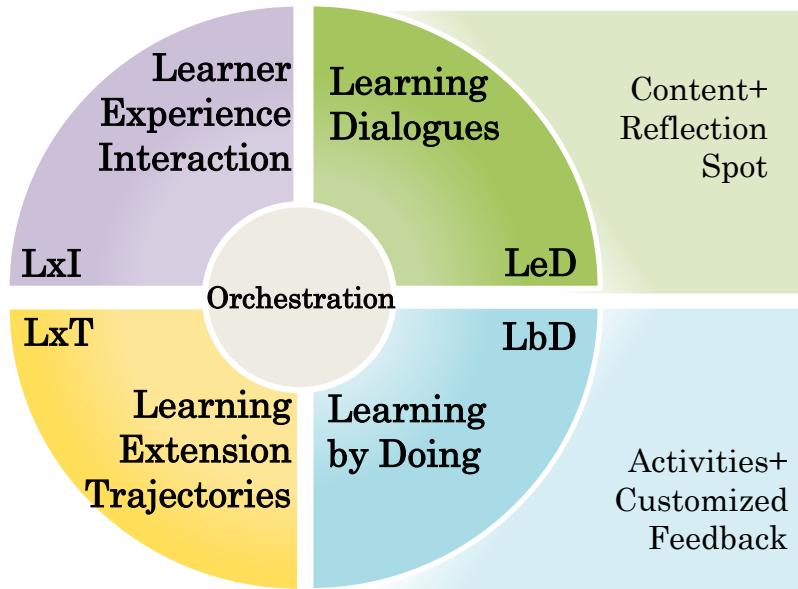 Learner
Experience
Interaction
LxI
Learning
Dialogues
LeD
Content+
Reflection
Spot
Orchestration
LxT
Learning
Extension
Trajectories
LbD
Learning
by Doing
Activities+
Customized
Feedback